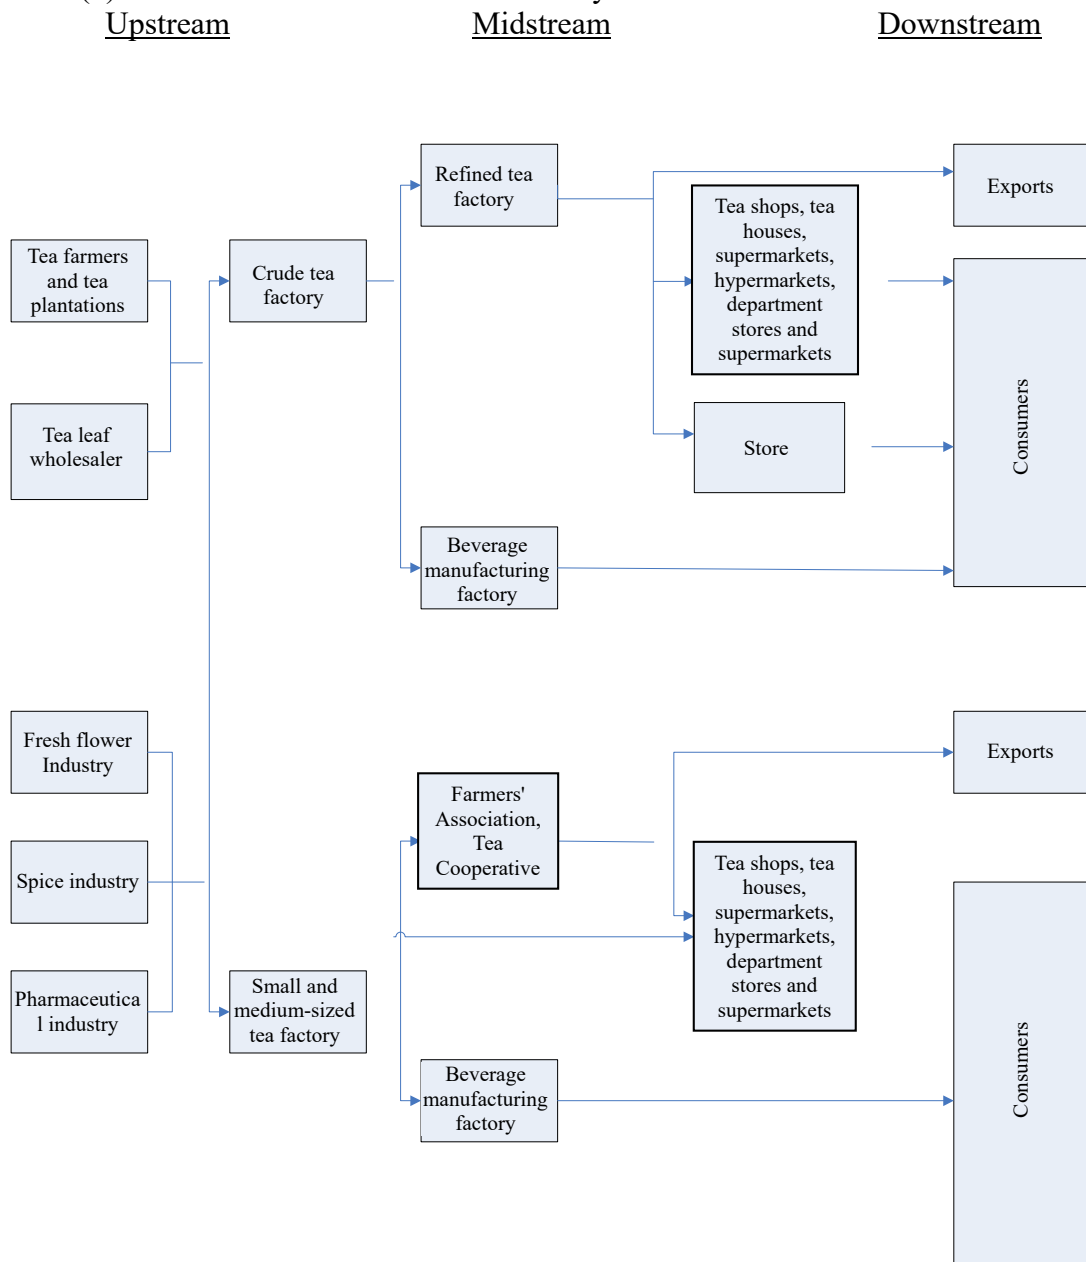 Upstream
Midstream
Downstream
Refined tea
factory
Exports
Tea shops, tea
houses,
supermarkets,
hypermarkets,
department
stores and
supermarkets
Tea farmers
and tea
plantations
Crude tea
factory
Consumers
Tea leaf
wholesaler
Store
Beverage
manufacturing
factory
Fresh flower
Industry
Exports
Farmers'
Association,
Tea
Cooperative
Spice industry
Tea shops, tea
houses,
supermarkets,
hypermarkets,
department
stores and
supermarkets
Pharmaceutica
l industry
Small and
medium-sized
tea factory
Beverage
manufacturing
factory
Consumers